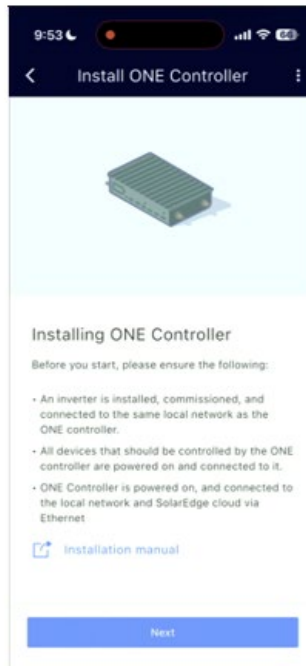 9:53
64
Install ONE Controller
Installing ONE Controller
Before you start, please ensure the following:
• An inverter is installed, commissioned, and
connected to the same local network as the
ONE controller.
• All devices that should be controlled by the ONE
controller are powered on and connected to it.
• ONE Controller is powered on, and connected to
the local network and SolarEdge cloud via
Ethernet
Installation manual
Next